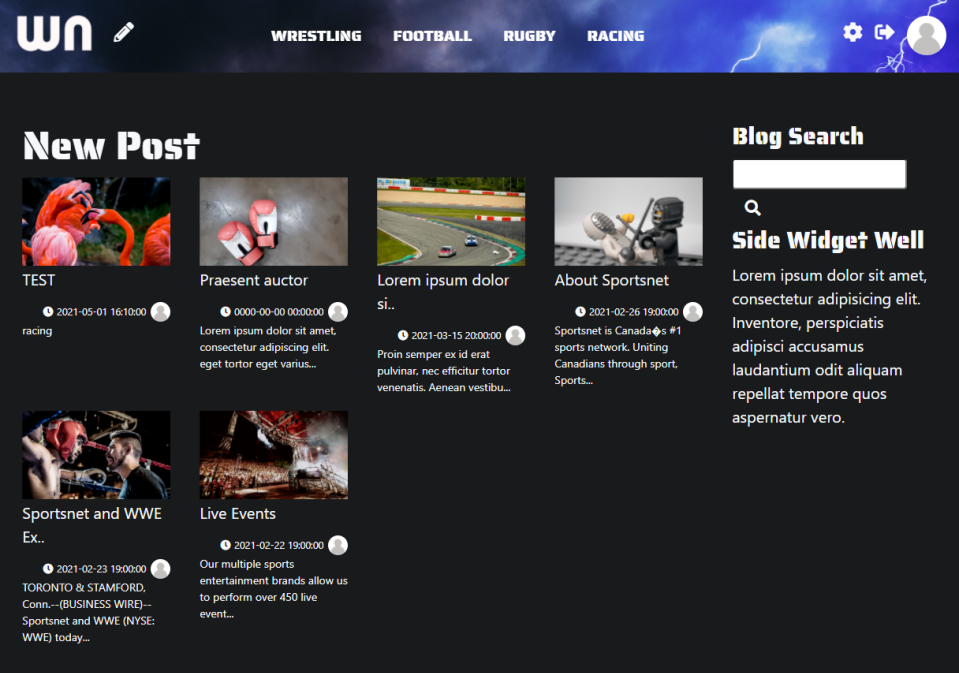 WN
WRESTLING FOOTBALL RUGBY RACING
New Post
TEST
2021-05-01 16:10:00
racing
Praesent auctor
0000-00-00 00:00:00
Lorem ipsum dolor sit amet,
consectetur adipiscing elit.
eget tortor eget varius...
Lorem ipsum dolor
si..
2021-03-15 20:00:00
Proin semper ex id erat
pulvinar, nec efficitur tortor
venenatis. Aenean vestibu...
About Sportsnet
2021-02-26 19:00:00
Sportsnet is Canada�s #1
sports network. Uniting
Canadians through sport,
Sports...
Sportsnet and WWE
Ex..
2021-02-23 19:00:00
TORONTO & STAMFORD,
Conn.--(BUSINESS WIRE)--
Sportsnet and WWE (NYSE:
WWE) today...
Live Events
2021-02-22 19:00:00
Our multiple sports
entertainment brands allow us
to perform over 450 live
event...
Blog Search
Side Widget Well
Lorem ipsum dolor sit amet,
consectetur adipisicing elit.
Inventore, perspiciatis
adipisci accusamus
laudantium odit aliquam
repellat tempore quos
aspernatur vero.